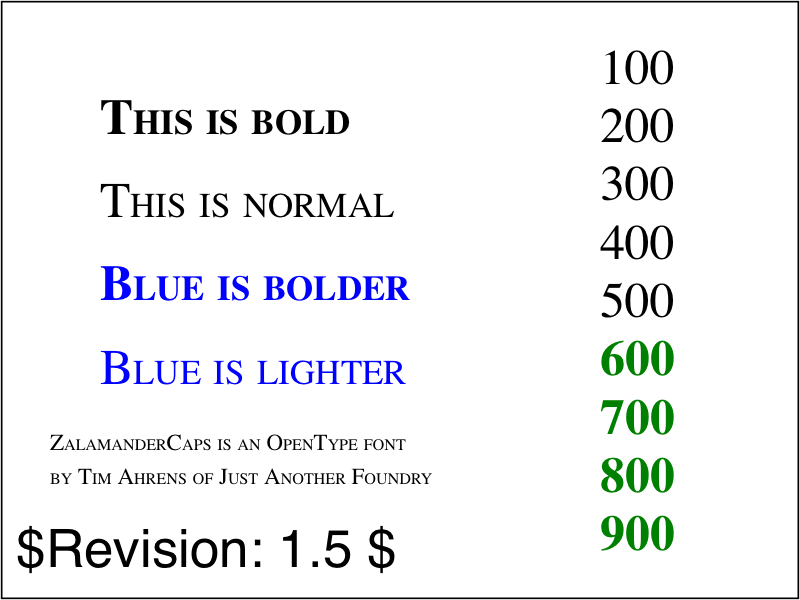 This is bold
This is normal
Blue is bolder
Blue is lighter
ZalamanderCaps is an OpenType font
by Tim Ahrens of Just Another Foundry
$Revision: 1.5 $
100
200
300
400
500
600
700
800
900